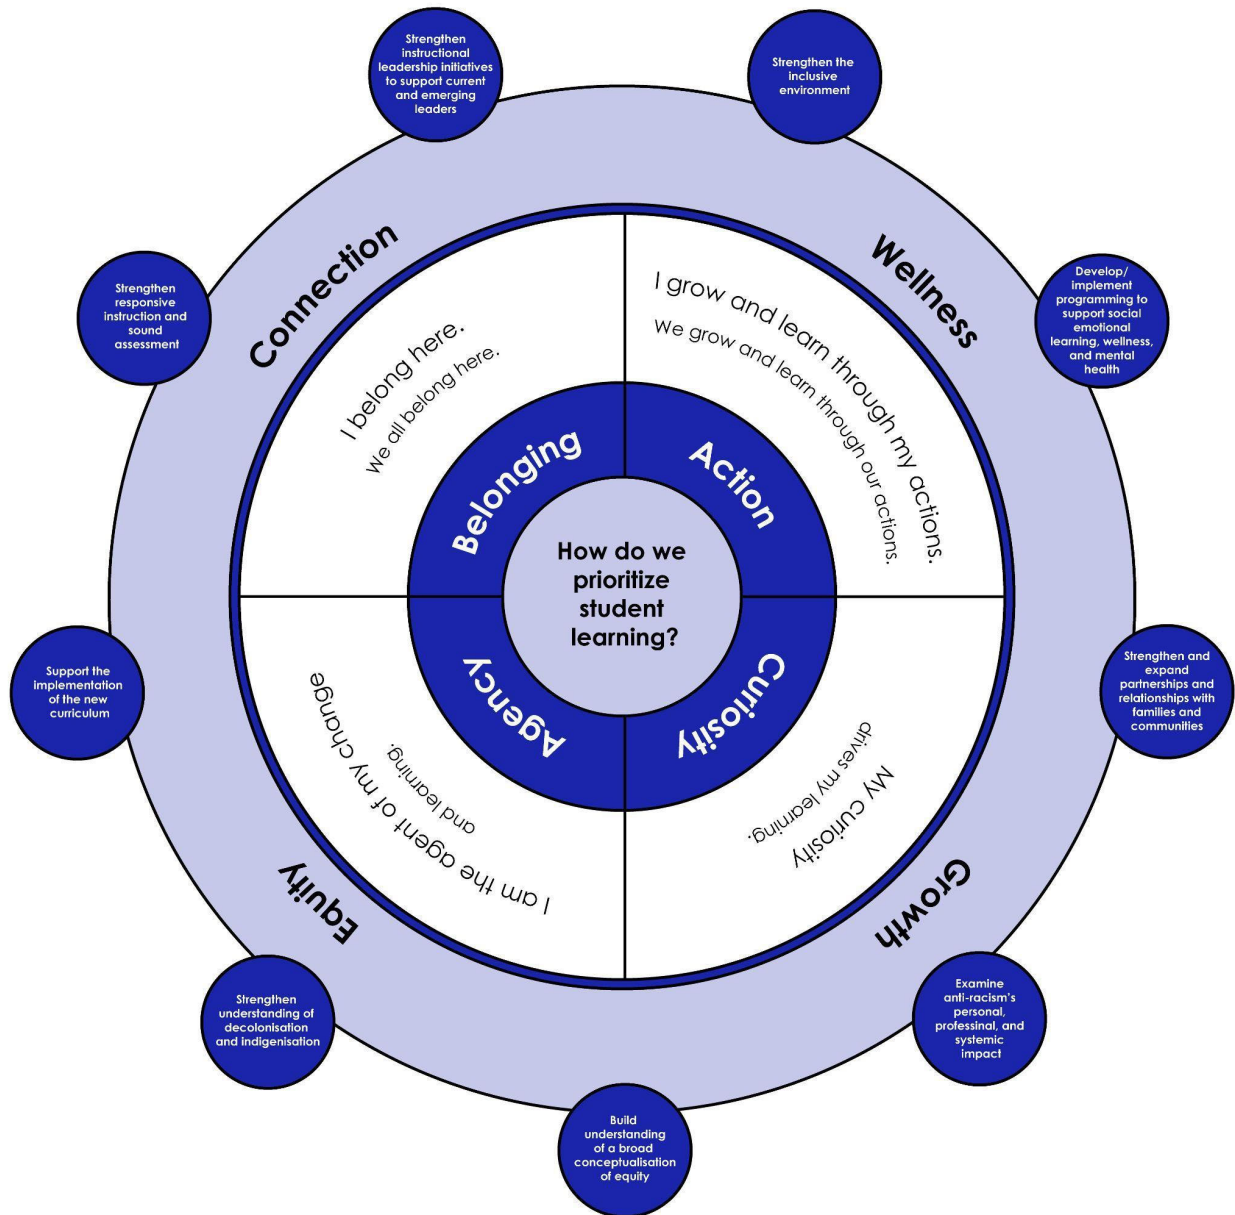 Strengthen
instructional
leadership initiatives
to support current
and emerging
leaders
Strengthen the
inclusive
environment
Develop/
implement
programming to
support social
emotional
learning, wellness,
and mental
health
Strengthen and
expand
partnerships and
relationships with
families and
communities
Examine
anti-racism's
personal,
professinal, and
systemic
impact
Build
understanding
of a broad
conceptualisation
of equity
Strengthen
understanding of
decolonisation
and indigenisation
Support the
implementation
of the new
curriculum
Strengthen
responsive
instruction and
sound
assessment
Connection
Wellness
Growth
Equity
I belong here.
We all belong here.
I grow and learn through my actions.
We grow and learn through our actions.
My curiosity
drives my learning.
I am the agent of my change
and learning.
Belonging
Action
Curiosity
Agency
How do we
prioritize
student
learning?